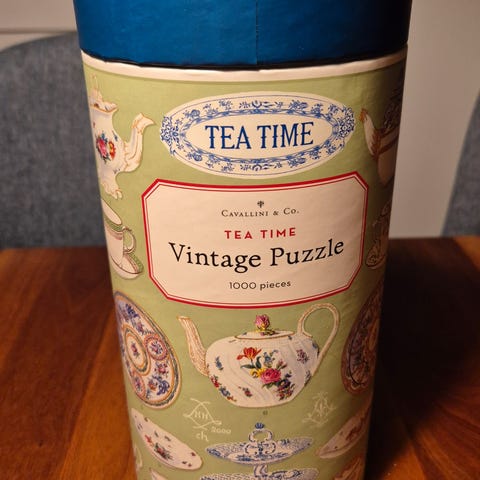 TEA TIME
CAVALLINI & CO.
TEA TIME
Vintage Puzzle
1000 pieces